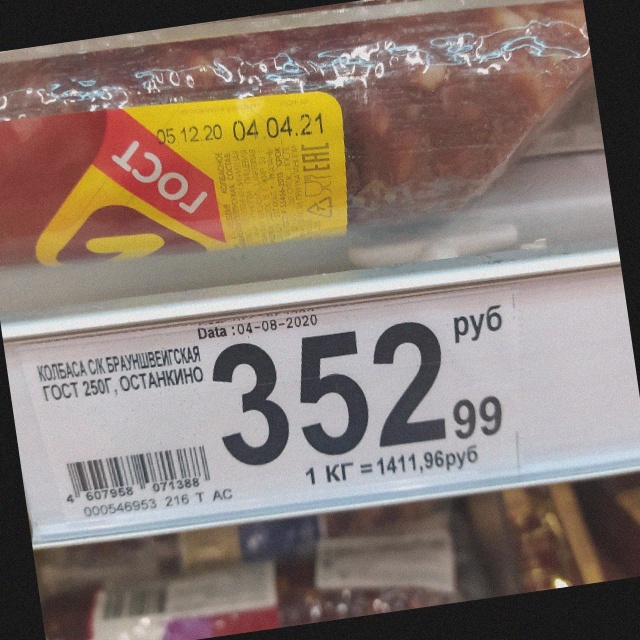 05.12.20 04.04.21
ГОСТ
EAC
Data : 04-08-2020
КОЛБАСА С/К БРАУНШВЕЙГСКАЯ
ГОСТ 250Г, ОСТАНКИНО
352 99 руб
1 КГ = 1411,96руб
4 607958 071388
000546953 216 T AC